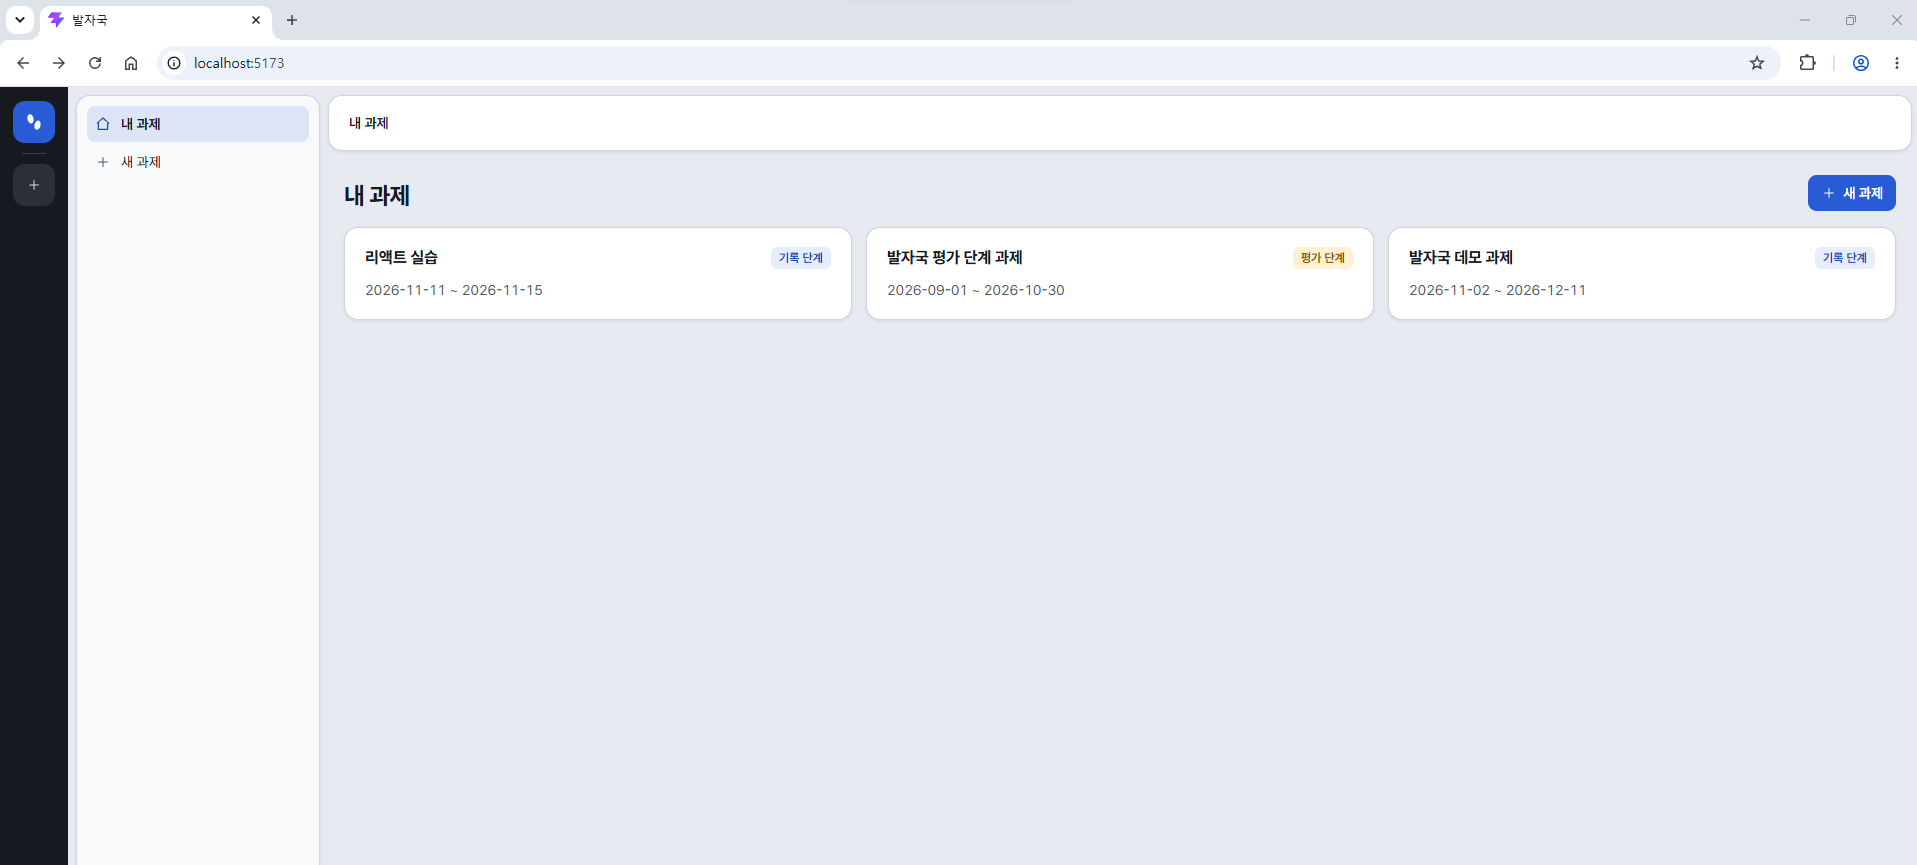 발자국
localhost:5173
내 과제
새 과제
내 과제
내 과제
새 과제
리액트 실습
기록 단계
2026-11-11 ~ 2026-11-15
발자국 평가 단계 과제
평가 단계
2026-09-01 ~ 2026-10-30
발자국 데모 과제
기록 단계
2026-11-02 ~ 2026-12-11